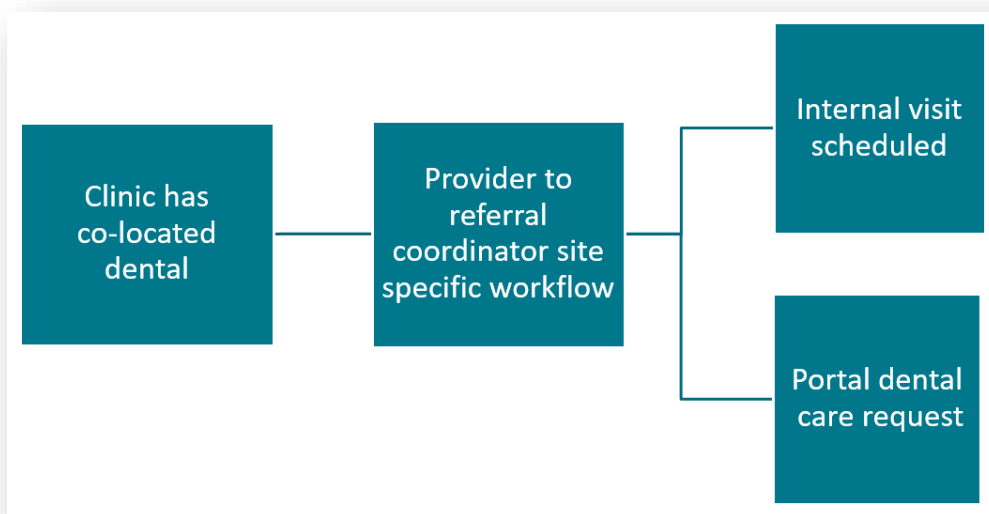 Clinic has
co-located
dental
Provider to
referral
coordinator site
specific workflow
Internal visit
scheduled
Portal dental
care request